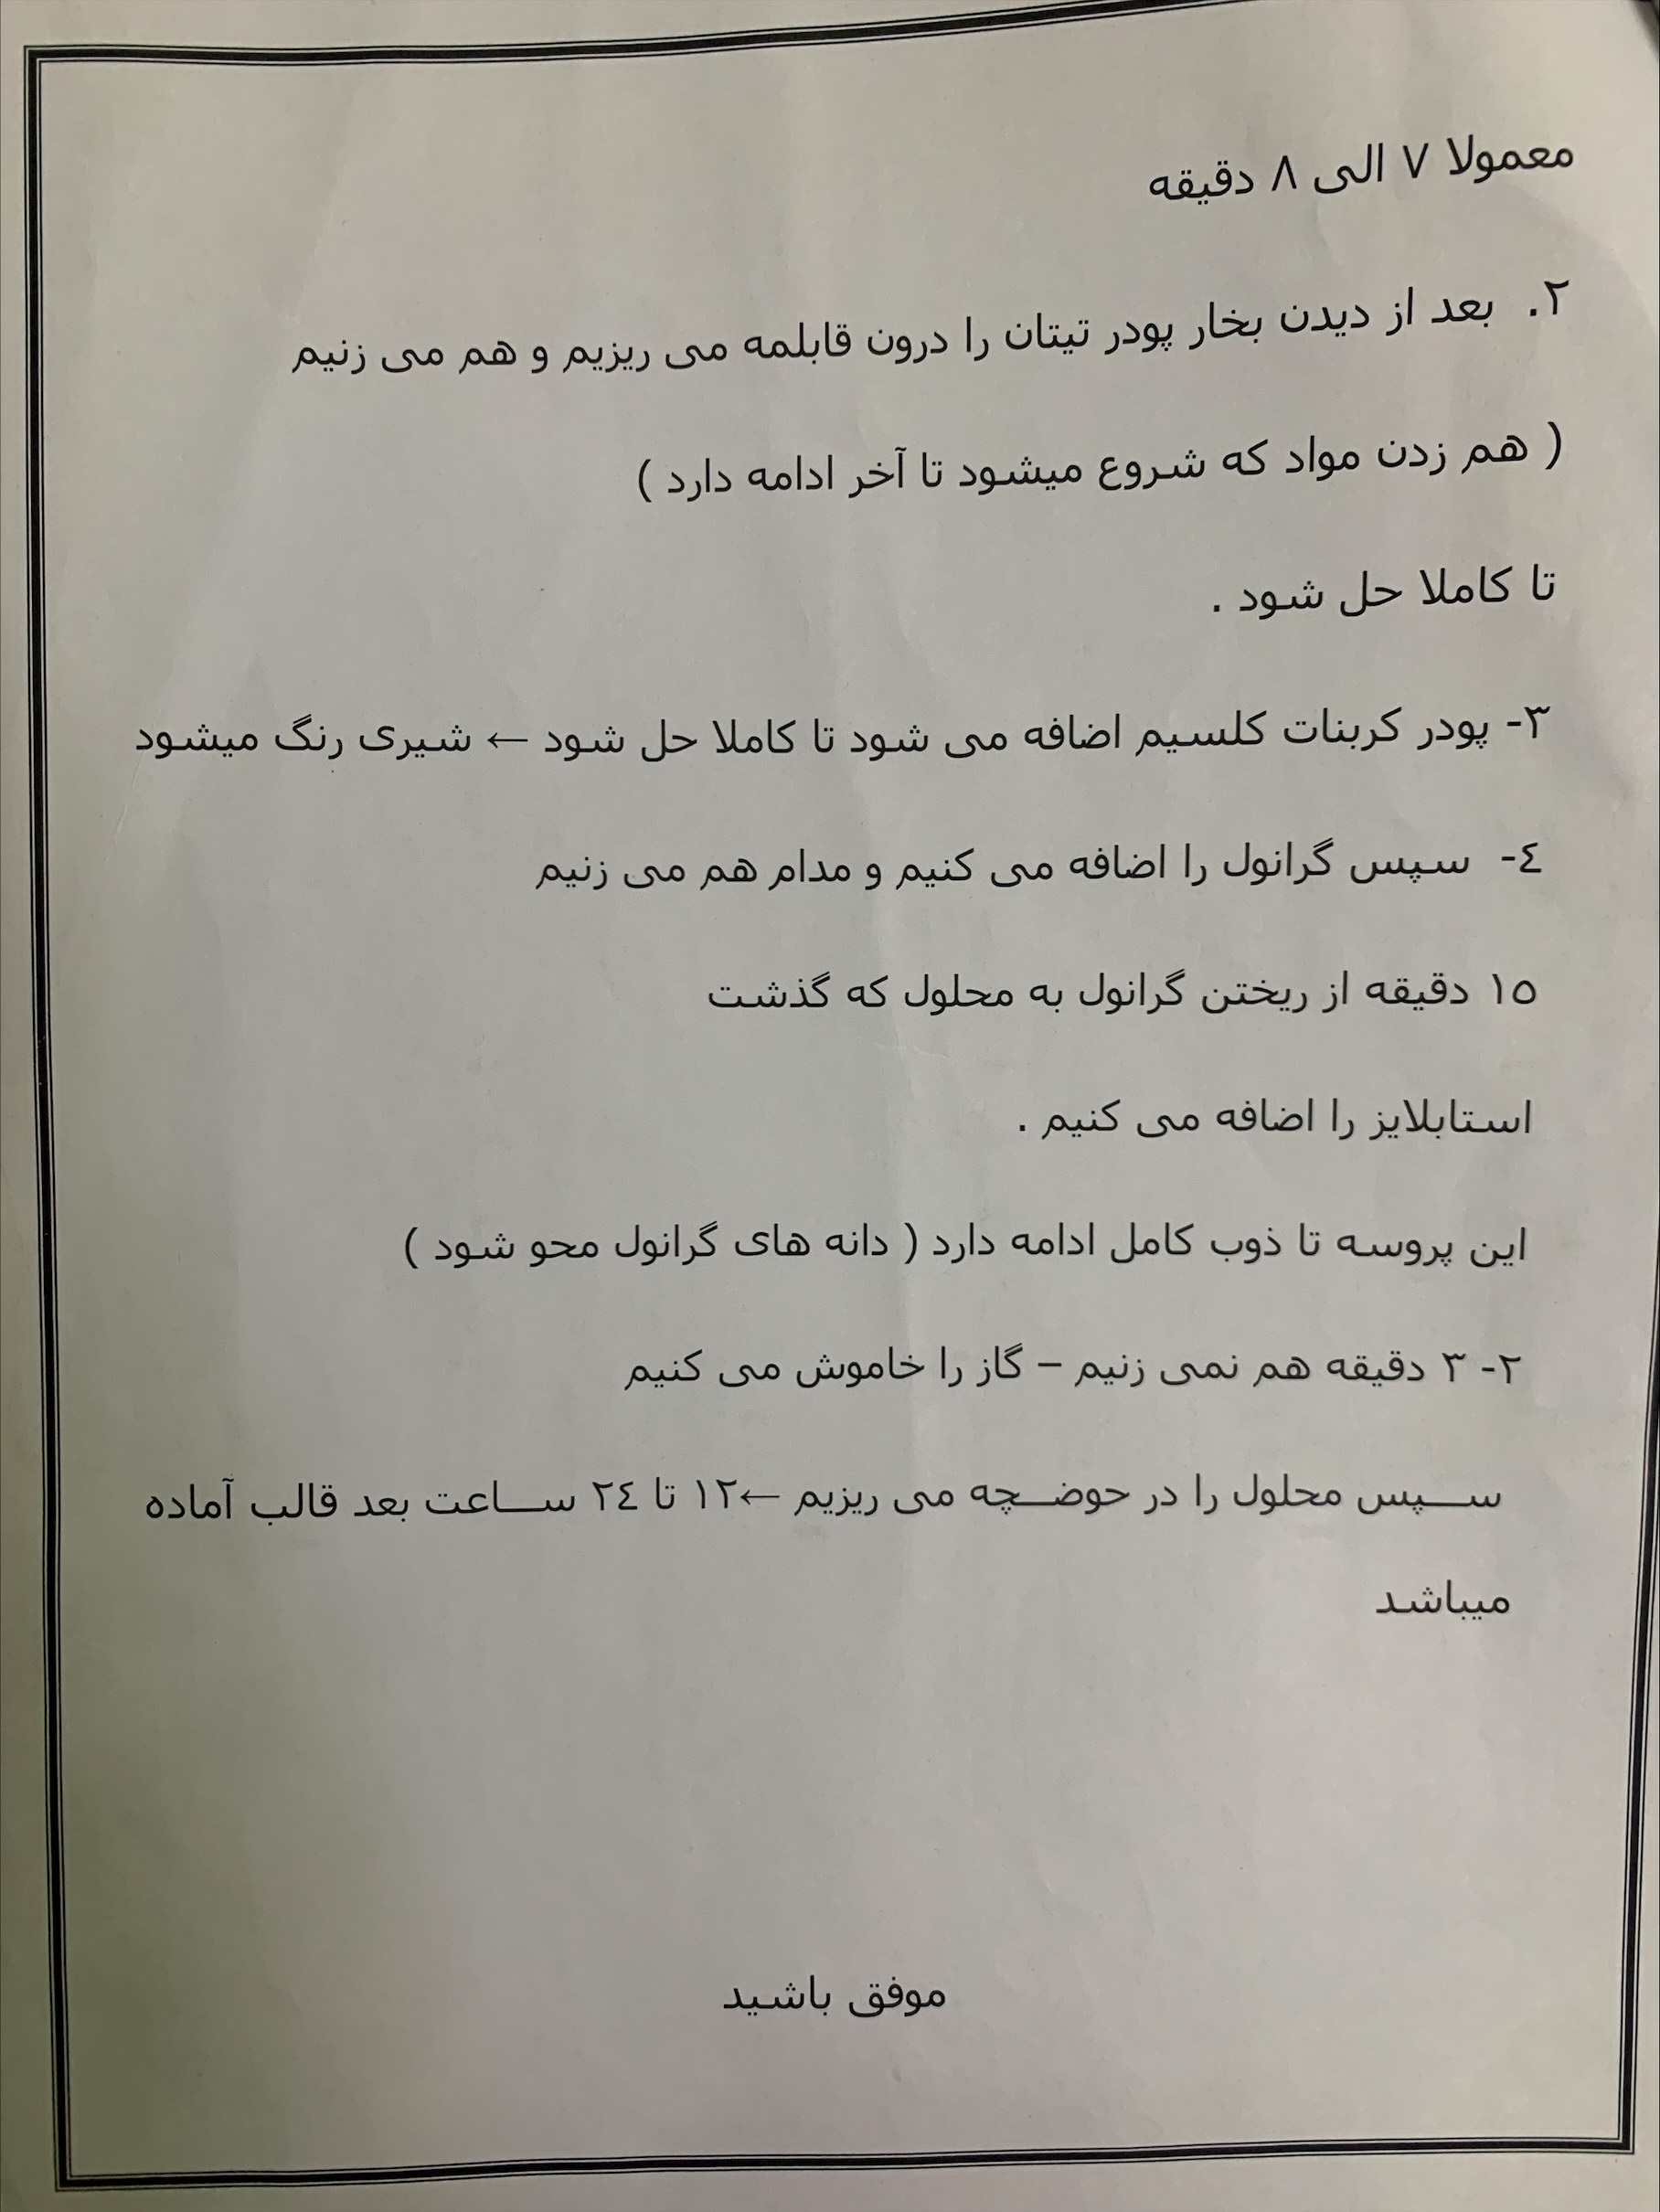 معمولا ۷ الی ۸ دقیقه
۲. بعد از دیدن بخار پودر تیتان را درون قابلمه می ریزیم و هم می زنیم
( هم زدن مواد که شروع میشود تا آخر ادامه دارد )
تا کاملا حل شود .
۳- پودر کربنات کلسیم اضافه می شود تا کاملا حل شود ← شیری رنگ میشود
٤- سپس گرانول را اضافه می کنیم و مدام هم می زنیم
۱٥ دقیقه از ریختن گرانول به محلول که گذشت
استابلایز را اضافه می کنیم .
این پروسه تا ذوب کامل ادامه دارد ( دانه های گرانول محو شود )
۲- ۳ دقیقه هم نمی زنیم – گاز را خاموش می کنیم
سپس محلول را در حوضچه می ریزیم ←۱۲ تا ۲٤ ساعت بعد قالب آماده
میباشد
موفق باشید